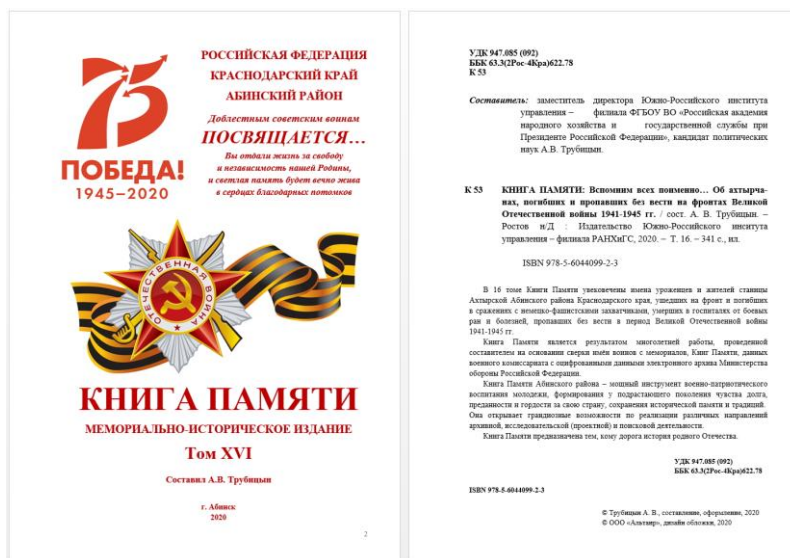 75
ПОБЕДА!
1945–2020
РОССИЙСКАЯ ФЕДЕРАЦИЯ
КРАСНОДАРСКИЙ КРАЙ
АБИНСКИЙ РАЙОН
Доблестным советским воинам
ПОСВЯЩАЕТСЯ…
Вы отдали жизнь за свободу
и независимость нашей Родины,
и светлая память будет вечно жива
в сердцах благодарных потомков
ОТЕЧЕСТВЕННАЯ ВОЙНА
КНИГА ПАМЯТИ
МЕМОРИАЛЬНО-ИСТОРИЧЕСКОЕ ИЗДАНИЕ
Том XVI
Составил А.В. Трубицын
г. Абинск
2020
2
УДК 947.085 (092)
ББК 63.3(2Рос-4Кра)622.78
К 53
Составитель: заместитель директора Южно-Российского института
управления – филиала ФГБОУ ВО «Российская академия
народного хозяйства и государственной службы при
Президенте Российской Федерации», кандидат политических
наук А.В. Трубицын.
К 53 КНИГА ПАМЯТИ: Вспомним всех поименно… Об ахтырча-
нах, погибших и пропавших без вести на фронтах Великой
Отечественной войны 1941-1945 гг. / сост. А. В. Трубицын. –
Ростов н/Д : Издательство Южно-Российского инситута
управления – филиала РАНХиГС, 2020. – Т. 16. – 341 с., ил.
ISBN 978-5-6044099-2-3
В 16 томе Книги Памяти увековечены имена уроженцев и жителей станицы
Ахтырской Абинского района Краснодарского края, ушедших на фронт и погибших
в сражениях с немецко-фашистскими захватчиками, умерших в госпиталях от боевых
ран и болезней, пропавших без вести в период Великой Отечественной войны
1941-1945 гг.
Книга Памяти является результатом многолетней работы, проведенной
составителем на основании сверки имён воинов с мемориалов, Книг Памяти, данных
военного комиссариата с оцифрованными данными электронного архива Министерства
обороны Российской Федерации.
Книга Памяти Абинского района – мощный инструмент военно-патриотического
воспитания молодежи, формирования у подрастающего поколения чувства долга,
преданности и гордости за свою страну, сохранения исторической памяти и традиций.
Она открывает грандиозные возможности по реализации различных направлений
архивной, исследовательской (проектной) и поисковой деятельности.
Книга Памяти предназначена тем, кому дорога история родного Отечества.
УДК 947.085 (092)
ББК 63.3(2Рос-4Кра)622.78
ISBN 978-5-6044099-2-3
© Трубицын А. В., составление, оформление, 2020
© ООО «Альтаир», дизайн обложки, 2020